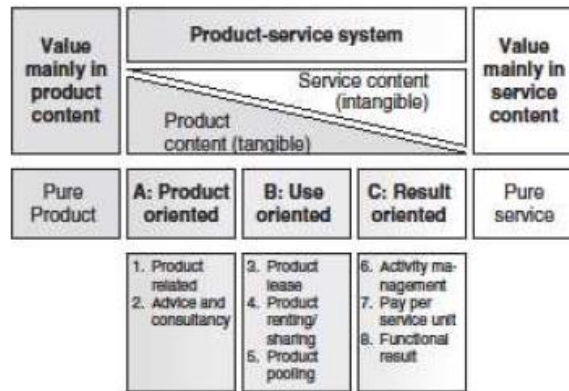 Value
mainly in
product
content
Product-service system
Service content
(intangible)
Product
content (tangible)
Value
mainly in
service
content
Pure
Product
A: Product
oriented
B: Use
oriented
C: Result
oriented
Pure
service
1. Product
related
2. Advice and
consultancy
3. Product
lease
4. Product
renting/
sharing
5. Product
pooling
6. Activity ma-
nagement
7. Pay per
service unit
8. Functional
result